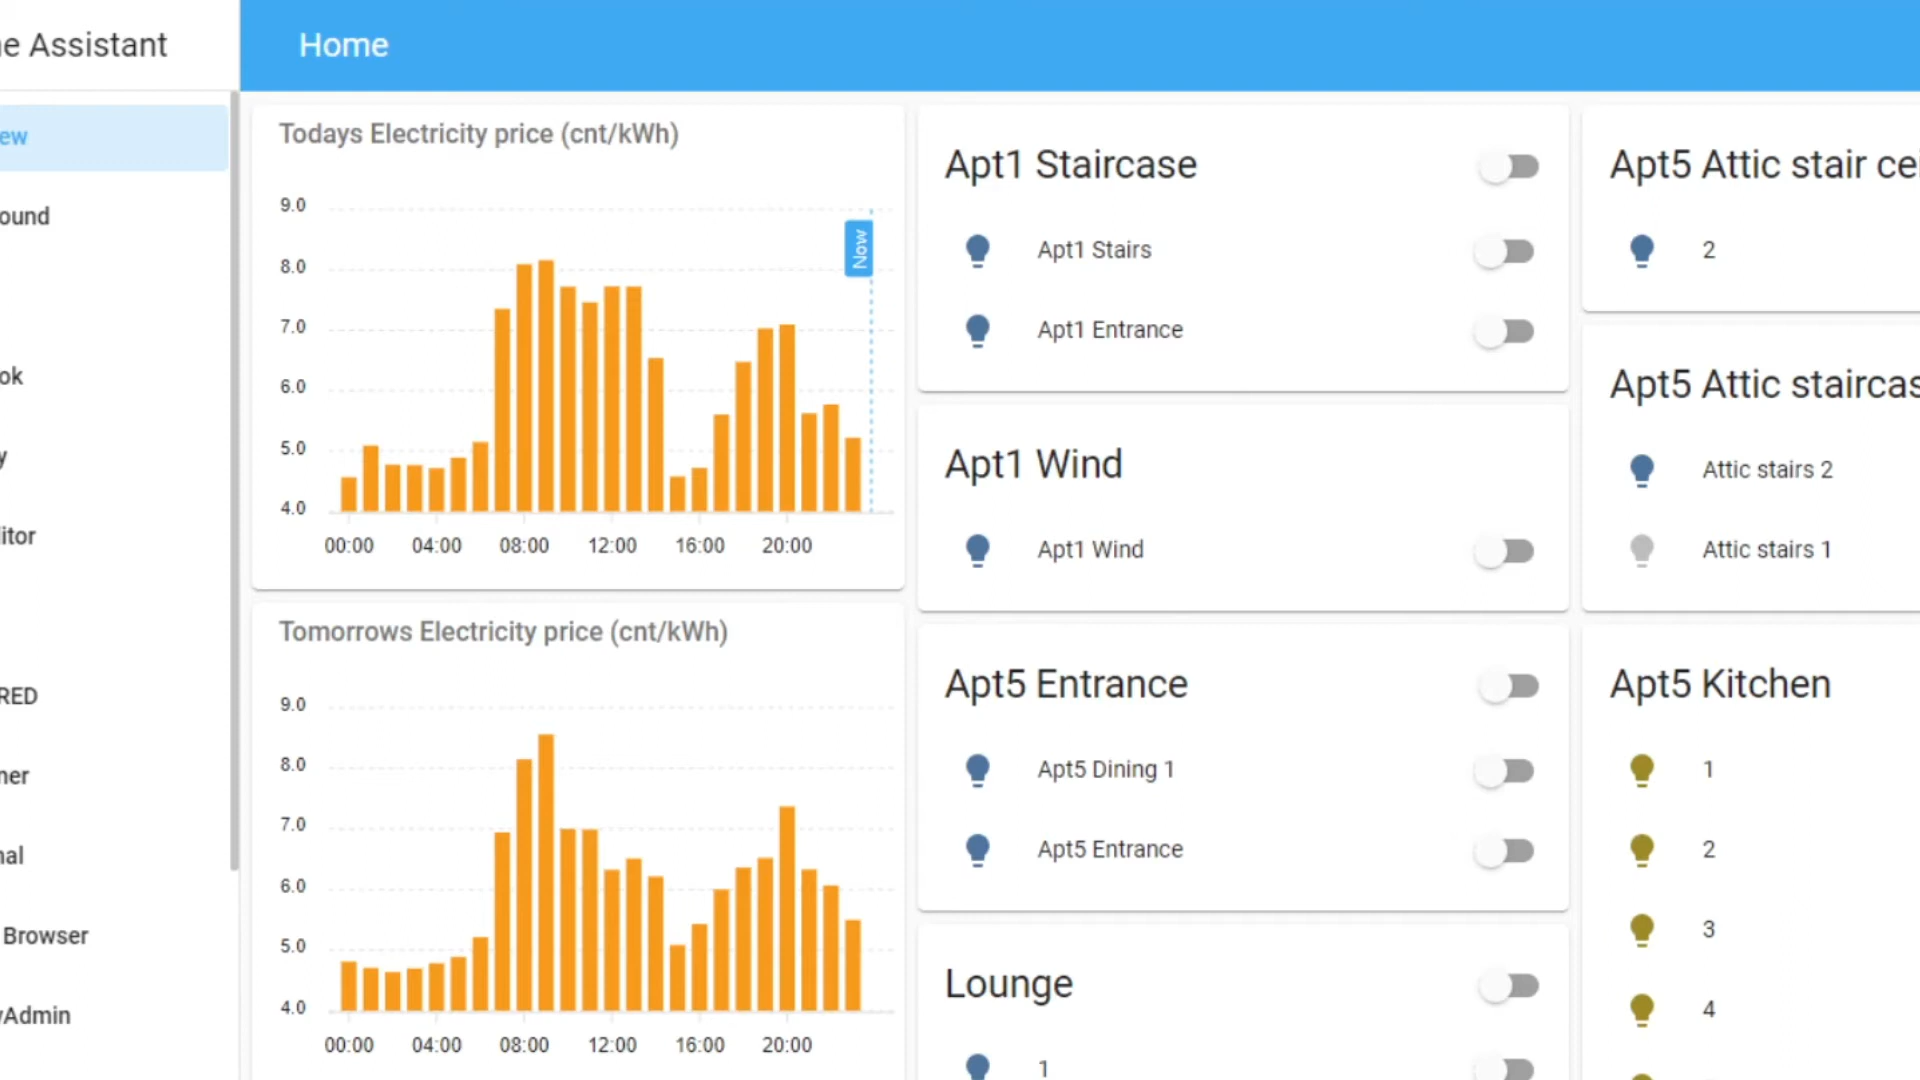 e Assistant
Home
ew
ound
ok
y
itor
RED
ner
nal
Browser
yAdmin
Todays Electricity price (cnt/kWh)
9.0
8.0
7.0
6.0
5.0
4.0
Now
00:00 04:00 08:00 12:00 16:00 20:00
Tomorrows Electricity price (cnt/kWh)
9.0
8.0
7.0
6.0
5.0
4.0
00:00 04:00 08:00 12:00 16:00 20:00
Apt1 Staircase
Apt1 Stairs
Apt1 Entrance
Apt1 Wind
Apt1 Wind
Apt5 Entrance
Apt5 Dining 1
Apt5 Entrance
Lounge
1
Apt5 Attic stair cei
2
Apt5 Attic staircas
Attic stairs 2
Attic stairs 1
Apt5 Kitchen
1
2
3
4